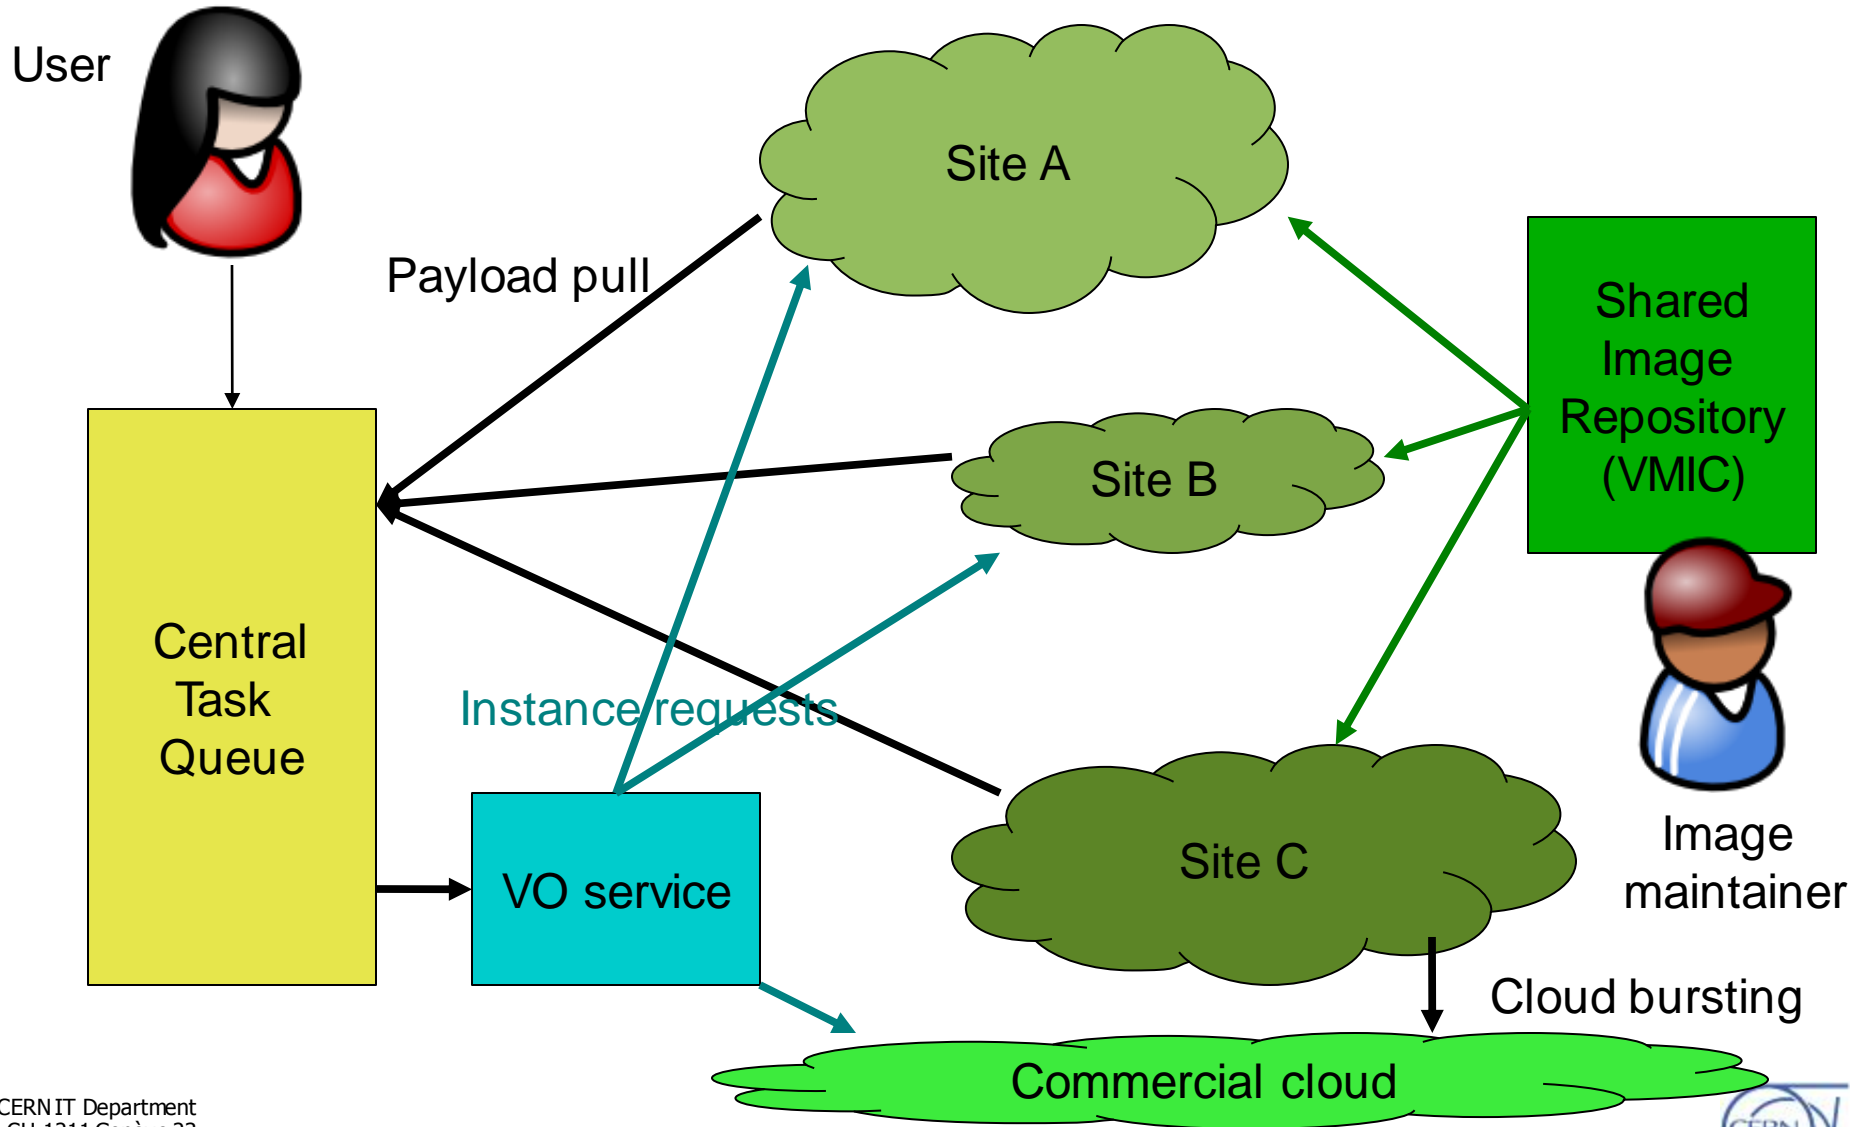 User
Site A
Payload pull
Shared
Image
Repository
(VMIC)
Site B
Central
Task
Queue
Instance requests
VO service
Site C
Image
maintainer
Cloud bursting
Commercial cloud
CERN IT Department
CERN